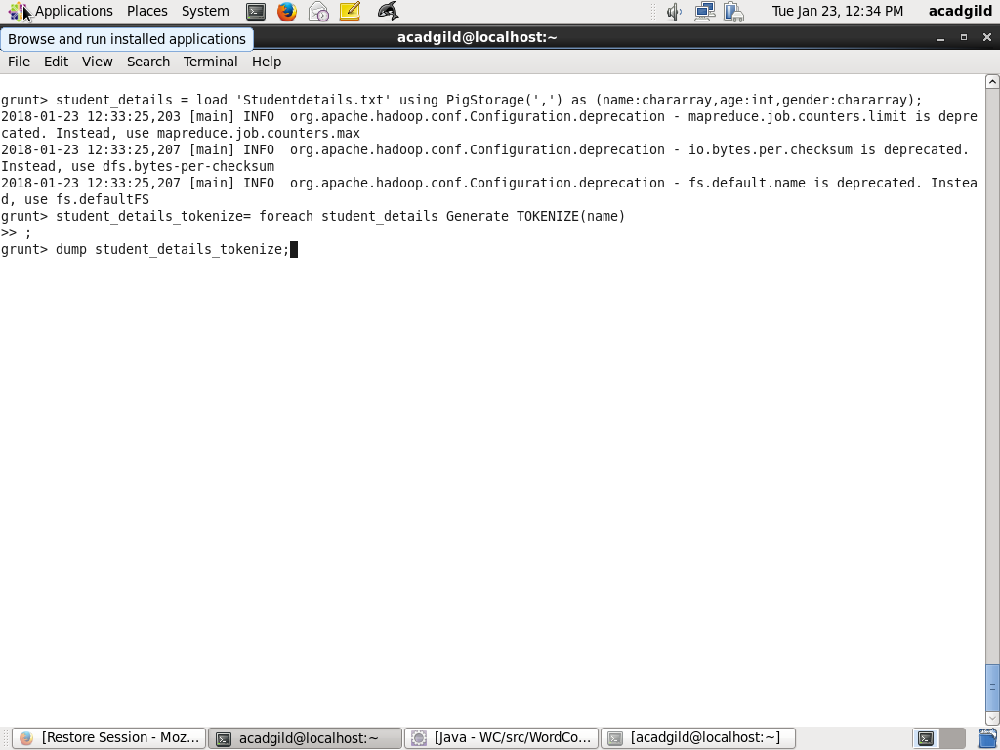 Applications Places System Tue Jan 23, 12:34 PM acadgild
Browse and run installed applications
acadgild@localhost:~
File Edit View Search Terminal Help
grunt> student_details = load 'Studentdetails.txt' using PigStorage(',') as (name:chararray,age:int,gender:chararray);
2018-01-23 12:33:25,203 [main] INFO  org.apache.hadoop.conf.Configuration.deprecation - mapreduce.job.counters.limit is depre
cated. Instead, use mapreduce.job.counters.max
2018-01-23 12:33:25,207 [main] INFO  org.apache.hadoop.conf.Configuration.deprecation - io.bytes.per.checksum is deprecated.
Instead, use dfs.bytes-per-checksum
2018-01-23 12:33:25,207 [main] INFO  org.apache.hadoop.conf.Configuration.deprecation - fs.default.name is deprecated. Instea
d, use fs.defaultFS
grunt> student_details_tokenize= foreach student_details Generate TOKENIZE(name)
>> ;
grunt> dump student_details_tokenize;
[Restore Session - Moz... acadgild@localhost:~ [Java - WC/src/WordCo... [acadgild@localhost:~]